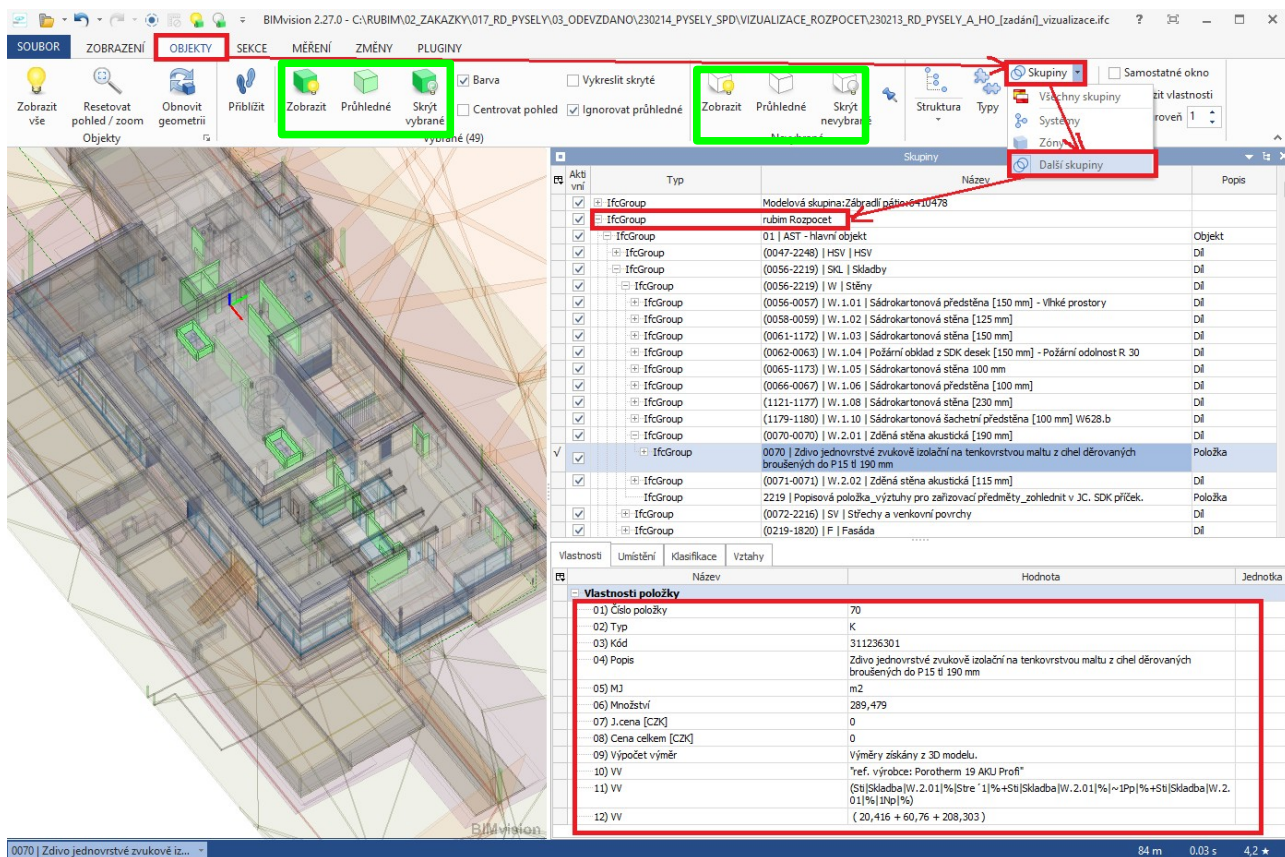 BIMvision 2.27.0 - C:\RUBIM\02_ZAKAZKY\017_RD_PYSELY\03_ODEVZDANO\230214_PYSELY_SPD\VIZUALIZACE_ROZPOCET\230213_RD_PYSELY_A_HO_[zadání]_vizualizace.ifc
SOUBOR ZOBRAZENÍ OBJEKTY SEKCE MĚŘENÍ ZMĚNY PLUGINY
Zobrazit vše
Resetovat pohled / zoom
Obnovit geometrii
Objekty
Přiblížit
Zobrazit
Průhledné
Skrýt vybrané
Barva
Centrovat pohled
Vykreslit skryté
Ignorovat průhledné
(49)
Zobrazit
Průhledné
Skrýt nevybrané
Struktura
Typy
Skupiny
Samostatné okno
Všechny skupiny
žit vlastnosti
Systémy
roveň 1
Zóny
Další skupiny
Skupiny
Akti vní Typ Název Popis
IfcGroup Modelová skupina:Zábradlí pátio:6410478
IfcGroup rubim Rozpocet
IfcGroup 01 | AST - hlavní objekt Objekt
IfcGroup (0047-2248) | HSV | HSV Díl
IfcGroup (0056-2219) | SKL | Skladby Díl
IfcGroup (0056-2219) | W | Stěny Díl
IfcGroup (0056-0057) | W.1.01 | Sádrokartonová předstěna [150 mm] - Vlhké prostory Díl
IfcGroup (0058-0059) | W.1.02 | Sádrokartonová stěna [125 mm] Díl
IfcGroup (0061-1172) | W.1.03 | Sádrokartonová stěna [150 mm] Díl
IfcGroup (0062-0063) | W.1.04 | Požární obklad z SDK desek [150 mm] - Požární odolnost R 30 Díl
IfcGroup (0065-1173) | W.1.05 | Sádrokartonová stěna 100 mm Díl
IfcGroup (0066-0067) | W.1.06 | Sádrokartonová předstěna [100 mm] Díl
IfcGroup (1121-1177) | W.1.08 | Sádrokartonová stěna [230 mm] Díl
IfcGroup (1179-1180) | W.1.10 | Sádrokartonová šachetní předstěna [100 mm] W628.b Díl
IfcGroup (0070-0070) | W.2.01 | Zděná stěna akustická [190 mm] Díl
IfcGroup 0070 | Zdivo jednovrstvé zvukově izolační na tenkovrstvou maltu z cihel děrovaných Položka
broušených do P15 tl 190 mm
IfcGroup (0071-0071) | W.2.02 | Zděná stěna akustická [115 mm] Díl
IfcGroup 2219 | Popisová položka_výztuhy pro zařizovací předměty_zohlednit v JC. SDK příček. Položka
IfcGroup (0072-2216) | SV | Střechy a venkovní povrchy Díl
IfcGroup (0219-1820) | F | Fasáda Díl
Vlastnosti Umístění Klasifikace Vztahy
Název Hodnota Jednotka
Vlastnosti položky
01) Číslo položky 70
02) Typ K
03) Kód 311236301
04) Popis Zdivo jednovrstvé zvukově izolační na tenkovrstvou maltu z cihel děrovaných
broušených do P15 tl 190 mm
05) MJ m2
06) Množství 289,479
07) J.cena [CZK] 0
08) Cena celkem [CZK] 0
09) Výpočet výměr Výměry získány z 3D modelu.
10) VV "ref. výrobce: Porotherm 19 AKU Profi"
11) VV (Sti|Skladba|W.2.01|%|Stre´1|%+Sti|Skladba|W.2.01|%|~1Pp|%+Sti|Skladba|W.2.
01|%|1Np|%)
12) VV ( 20,416 + 60,76 + 208,303 )
BIMvision
0070 | Zdivo jednovrstvé zvukově iz... 84 m 0.03 s 4,2 ★